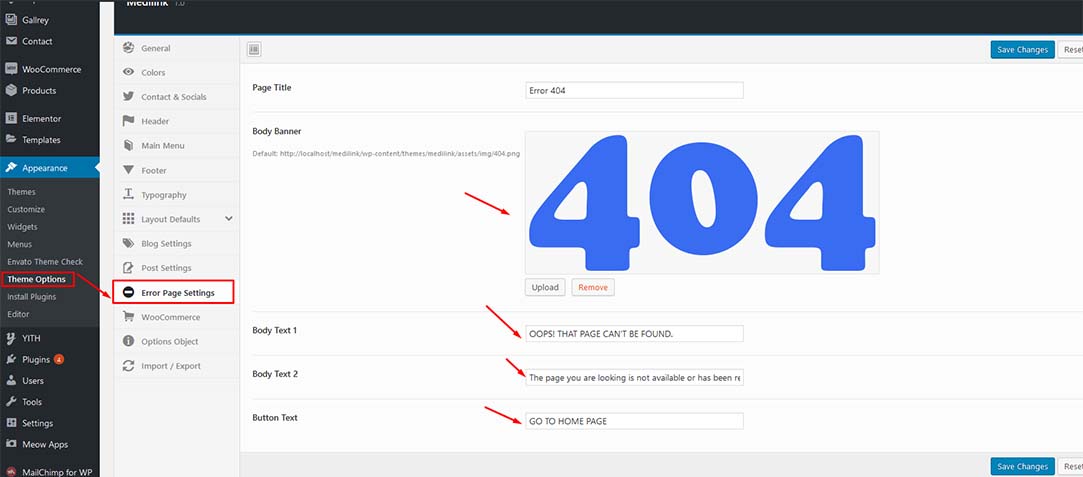 Medilink 1.0
Gallrey
Contact
WooCommerce
Products
Elementor
Templates
Appearance
Themes
Customize
Widgets
Menus
Envato Theme Check
Theme Options
Install Plugins
Editor
YITH
Plugins 4
Users
Tools
Settings
Meow Apps
MailChimp for WP
General
Colors
Contact & Socials
Header
Main Menu
Footer
Typography
Layout Defaults
Blog Settings
Post Settings
Error Page Settings
WooCommerce
Options Object
Import / Export
Save Changes Reset
Page Title
Error 404
Body Banner
Default: http://localhost/medilink/wp-content/themes/medilink/assets/img/404.png
404
Upload Remove
Body Text 1
OOPS! THAT PAGE CAN'T BE FOUND.
Body Text 2
The page you are looking is not available or has been re
Button Text
GO TO HOME PAGE
Save Changes Reset